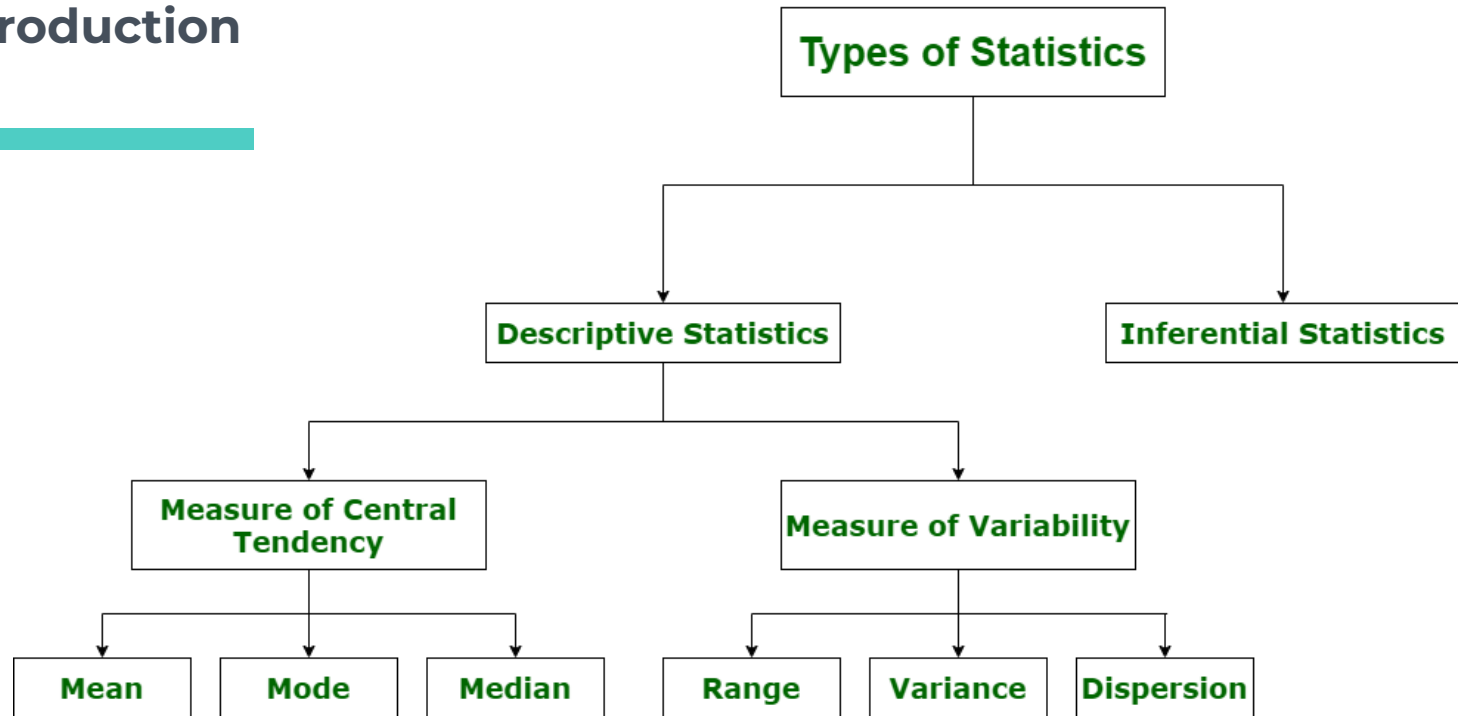 roduction
Types of Statistics
Descriptive Statistics
Inferential Statistics
Measure of Central
Tendency
Measure of Variability
Mean
Mode
Median
Range
Variance
Dispersion